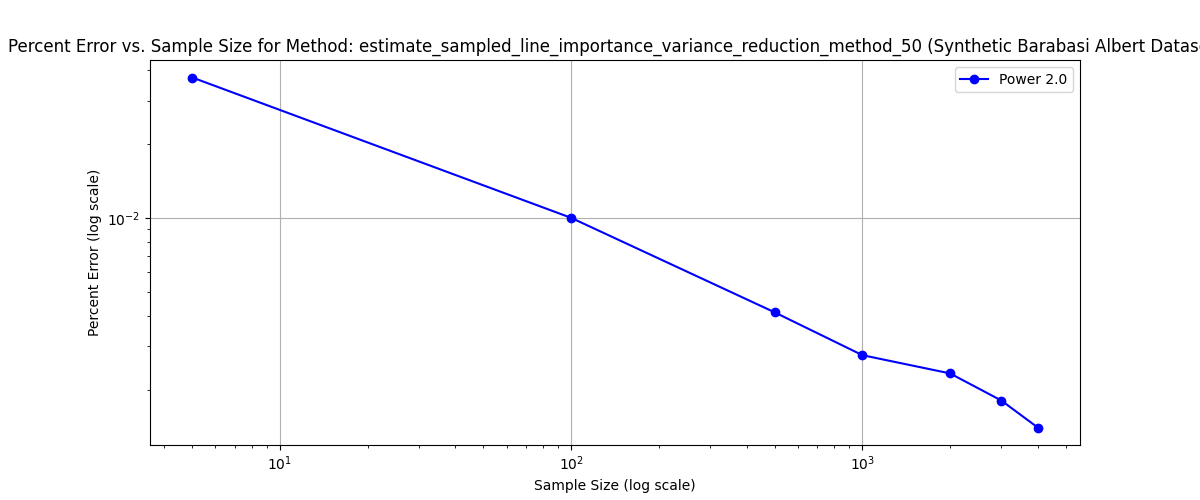 Percent Error vs. Sample Size for Method: estimate_sampled_line_importance_variance_reduction_method_50 (Synthetic Barabasi Albert Datas
Power 2.0
Percent Error (log scale)
10⁻²
10¹ 10² 10³
Sample Size (log scale)